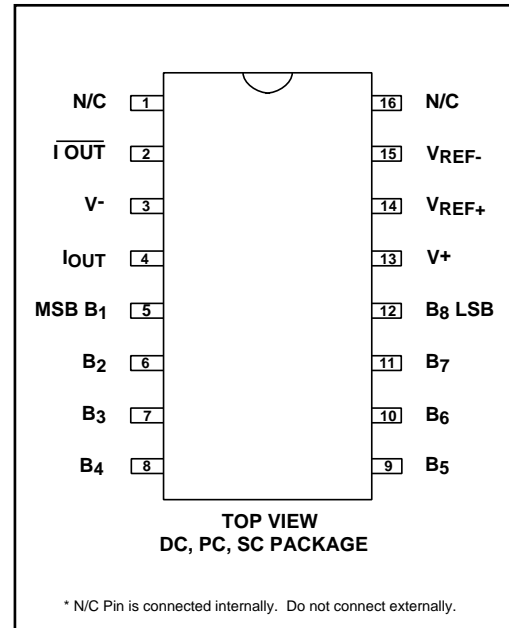 N/C 1 16 N/C
I OUT 2 15 VREF-
V- 3 14 VREF+
IOUT 4 13 V+
MSB B1 5 12 B8 LSB
B2 6 11 B7
B3 7 10 B6
B4 8 9 B5
TOP VIEW
DC, PC, SC PACKAGE
* N/C Pin is connected internally. Do not connect externally.